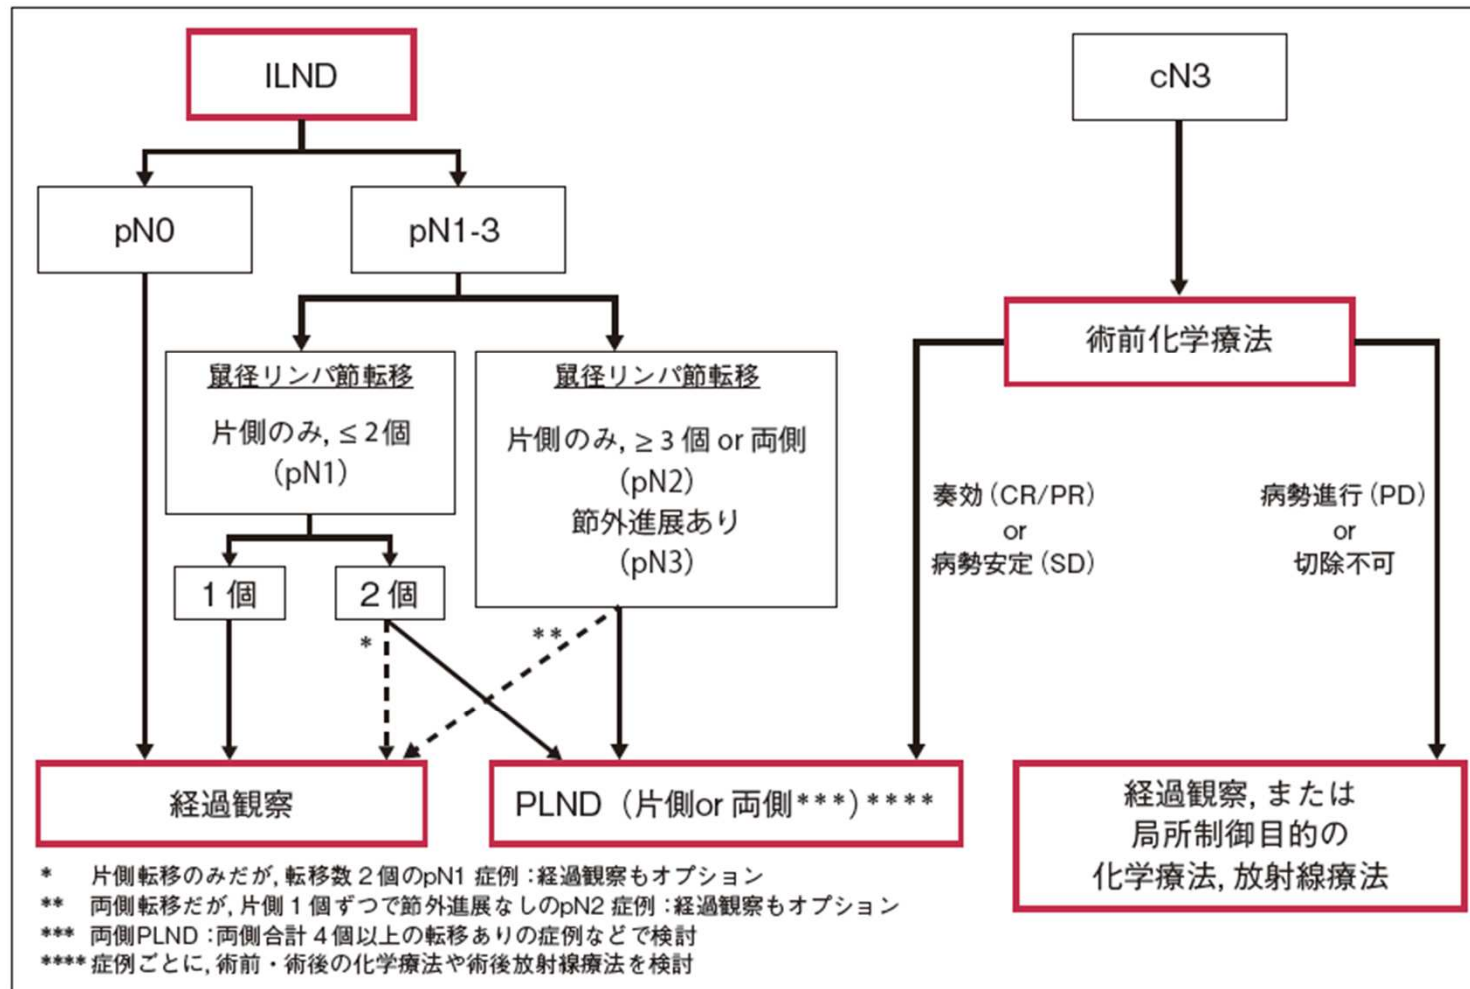 ILND
cN3
pN0
pN1-3
術前化学療法
鼠径リンパ節転移
片側のみ, ≤ 2個
（pN1）
鼠径リンパ節転移
片側のみ, ≥ 3 個 or 両側
（pN2）
節外進展あり
（pN3）
奏効（CR/PR）
or
病勢安定（SD）
病勢進行（PD）
or
切除不可
1 個
2 個
*
**
経過観察
PLND （片側or 両側***）****
経過観察, または
局所制御目的の
化学療法, 放射線療法
* 片側転移のみだが, 転移数 2 個のpN1 症例：経過観察もオプション
** 両側転移だが, 片側 1 個ずつで節外進展なしのpN2 症例：経過観察もオプション
*** 両側PLND：両側合計 4 個以上の転移ありの症例などで検討
**** 症例ごとに, 術前・術後の化学療法や術後放射線療法を検討